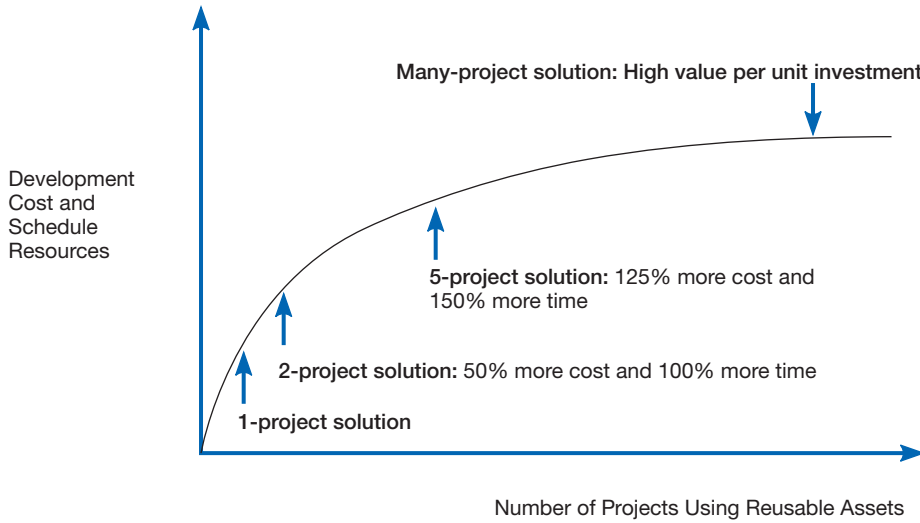 Many-project solution: High value per unit investment
Development
Cost and
Schedule
Resources
5-project solution: 125% more cost and
150% more time
2-project solution: 50% more cost and 100% more time
1-project solution
Number of Projects Using Reusable Assets